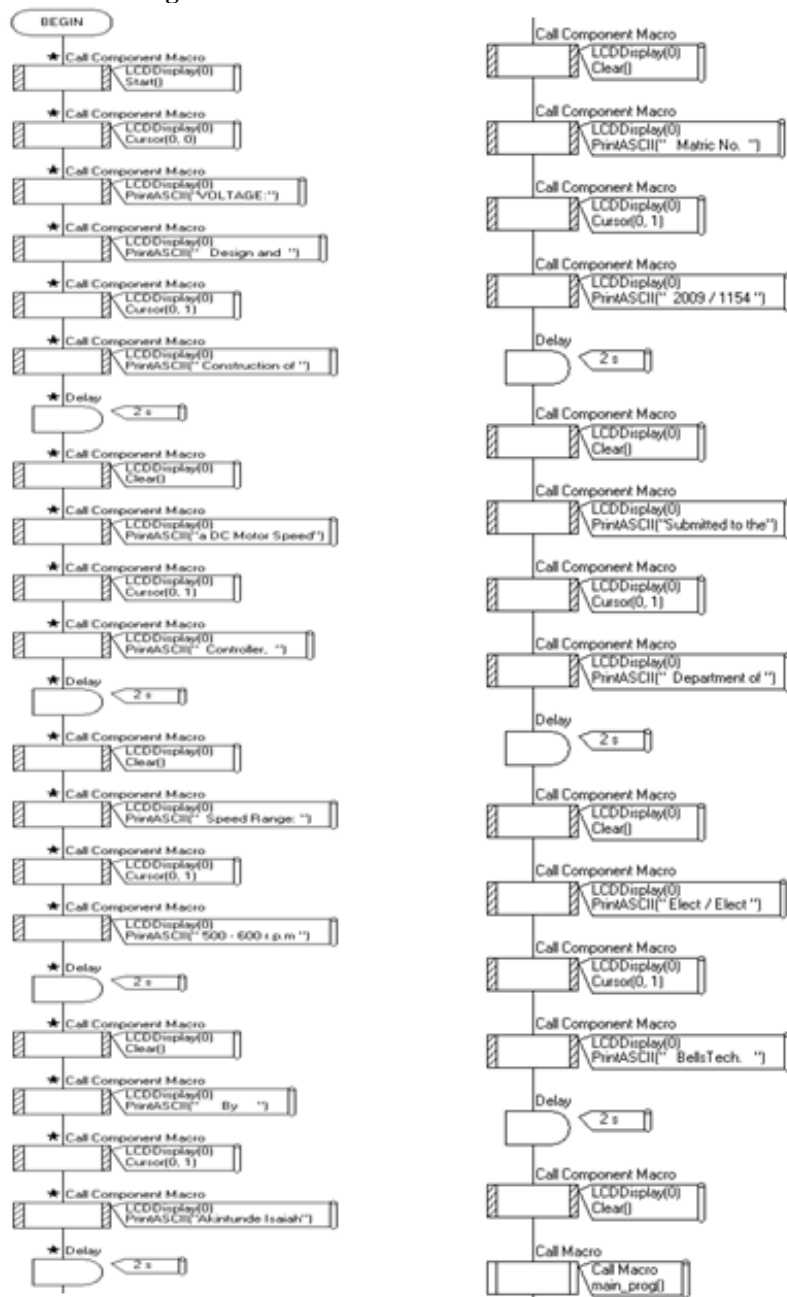 BEGIN
Call Component Macro
LCDDisplay(0)
Start()
Call Component Macro
LCDDisplay(0)
Cursor(0, 0)
Call Component Macro
LCDDisplay(0)
PrintASCII("VOLTAGE:")
Call Component Macro
LCDDisplay(0)
PrintASCII("   Design and  ")
Call Component Macro
LCDDisplay(0)
Cursor(0, 1)
Call Component Macro
LCDDisplay(0)
PrintASCII(" Construction of ")
Delay
2 s
Call Component Macro
LCDDisplay(0)
Clear()
Call Component Macro
LCDDisplay(0)
PrintASCII("a DC Motor Speed")
Call Component Macro
LCDDisplay(0)
Cursor(0, 1)
Call Component Macro
LCDDisplay(0)
PrintASCII("  Controller,  ")
Delay
2 s
Call Component Macro
LCDDisplay(0)
Clear()
Call Component Macro
LCDDisplay(0)
PrintASCII("  Speed Range: ")
Call Component Macro
LCDDisplay(0)
Cursor(0, 1)
Call Component Macro
LCDDisplay(0)
PrintASCII(" 500 - 600 r.p.m ")
Delay
2 s
Call Component Macro
LCDDisplay(0)
Clear()
Call Component Macro
LCDDisplay(0)
PrintASCII("      By     ")
Call Component Macro
LCDDisplay(0)
Cursor(0, 1)
Call Component Macro
LCDDisplay(0)
PrintASCII("Akintunde Isaiah")
Delay
2 s
Call Component Macro
LCDDisplay(0)
Clear()
Call Component Macro
LCDDisplay(0)
PrintASCII("   Matric No.  ")
Call Component Macro
LCDDisplay(0)
Cursor(0, 1)
Call Component Macro
LCDDisplay(0)
PrintASCII("  2009 / 1154 ")
Delay
2 s
Call Component Macro
LCDDisplay(0)
Clear()
Call Component Macro
LCDDisplay(0)
PrintASCII("Submitted to the")
Call Component Macro
LCDDisplay(0)
Cursor(0, 1)
Call Component Macro
LCDDisplay(0)
PrintASCII("  Department of ")
Delay
2 s
Call Component Macro
LCDDisplay(0)
Clear()
Call Component Macro
LCDDisplay(0)
PrintASCII(" Elect / Elect ")
Call Component Macro
LCDDisplay(0)
Cursor(0, 1)
Call Component Macro
LCDDisplay(0)
PrintASCII("   BellsTech.   ")
Delay
2 s
Call Component Macro
LCDDisplay(0)
Clear()
Call Macro
Call Macro
main_prog()